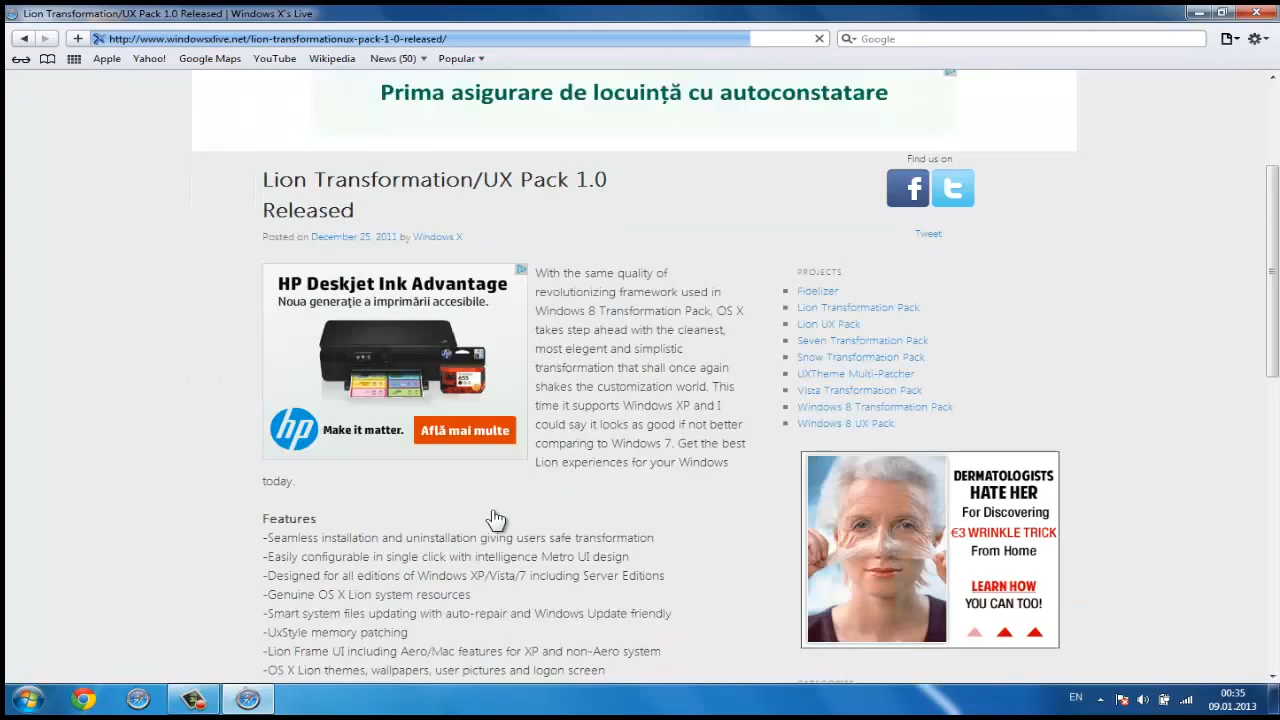 Lion Transformation/UX Pack 1.0 Released | Windows X's Live
http://www.windowsxlive.net/lion-transformationux-pack-1-0-released/
Google
Apple Yahoo! Google Maps YouTube Wikipedia News (50) Popular
Prima asigurare de locuință cu autoconstatare
Lion Transformation/UX Pack 1.0
Released
Posted on December 25, 2011 by Windows X
HP Deskjet Ink Advantage
Noua generație a imprimării accesibile.
655
hp
Make it matter.
Află mai multe
With the same quality of
revolutionizing framework used in
Windows 8 Transformation Pack, OS X
takes step ahead with the cleanest,
most elegant and simplistic
transformation that shall once again
shakes the customization world. This
time it supports Windows XP and I
could say it looks as good if not better
comparing to Windows 7. Get the best
Lion experiences for your Windows
today.
Features
-Seamless installation and uninstallation giving users safe transformation
-Easily configurable in single click with intelligence Metro UI design
-Designed for all editions of Windows XP/Vista/7 including Server Editions
-Genuine OS X Lion system resources
-Smart system files updating with auto-repair and Windows Update friendly
-UxStyle memory patching
-Lion Frame UI including Aero/Mac features for XP and non-Aero system
-OS X Lion themes, wallpapers, user pictures and logon screen
Find us on
f
t
Tweet
PROJECTS
Fidelizer
Lion Transformation Pack
Lion UX Pack
Seven Transformation Pack
Snow Transformation Pack
UXTheme Multi-Patcher
Vista Transformation Pack
Windows 8 Transformation Pack
Windows 8 UX Pack
DERMATOLOGISTS
HATE HER
For Discovering
€3 WRINKLE TRICK
From Home
LEARN HOW
YOU CAN TOO!
EN
00:35
09.01.2013